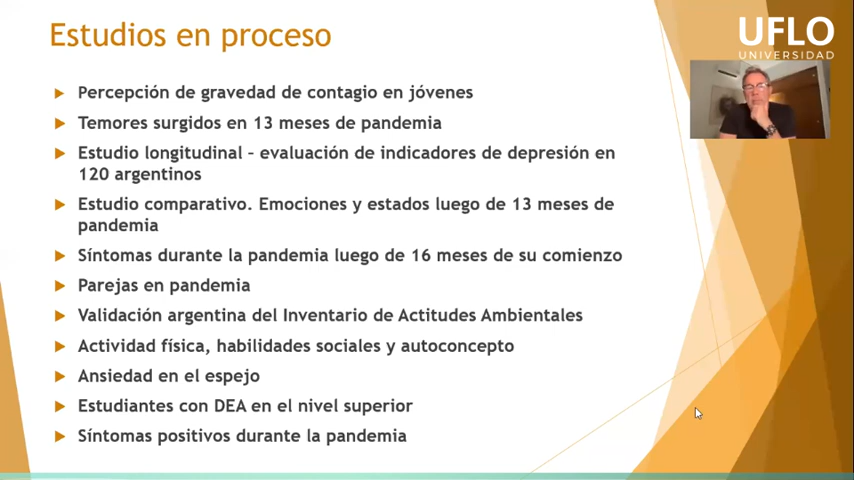 Estudios en proceso
UFLO
UNIVERSIDAD
Percepción de gravedad de contagio en jóvenes
Temores surgidos en 13 meses de pandemia
Estudio longitudinal – evaluación de indicadores de depresión en
120 argentinos
Estudio comparativo. Emociones y estados luego de 13 meses de
pandemia
Síntomas durante la pandemia luego de 16 meses de su comienzo
Parejas en pandemia
Validación argentina del Inventario de Actitudes Ambientales
Actividad física, habilidades sociales y autoconcepto
Ansiedad en el espejo
Estudiantes con DEA en el nivel superior
Síntomas positivos durante la pandemia